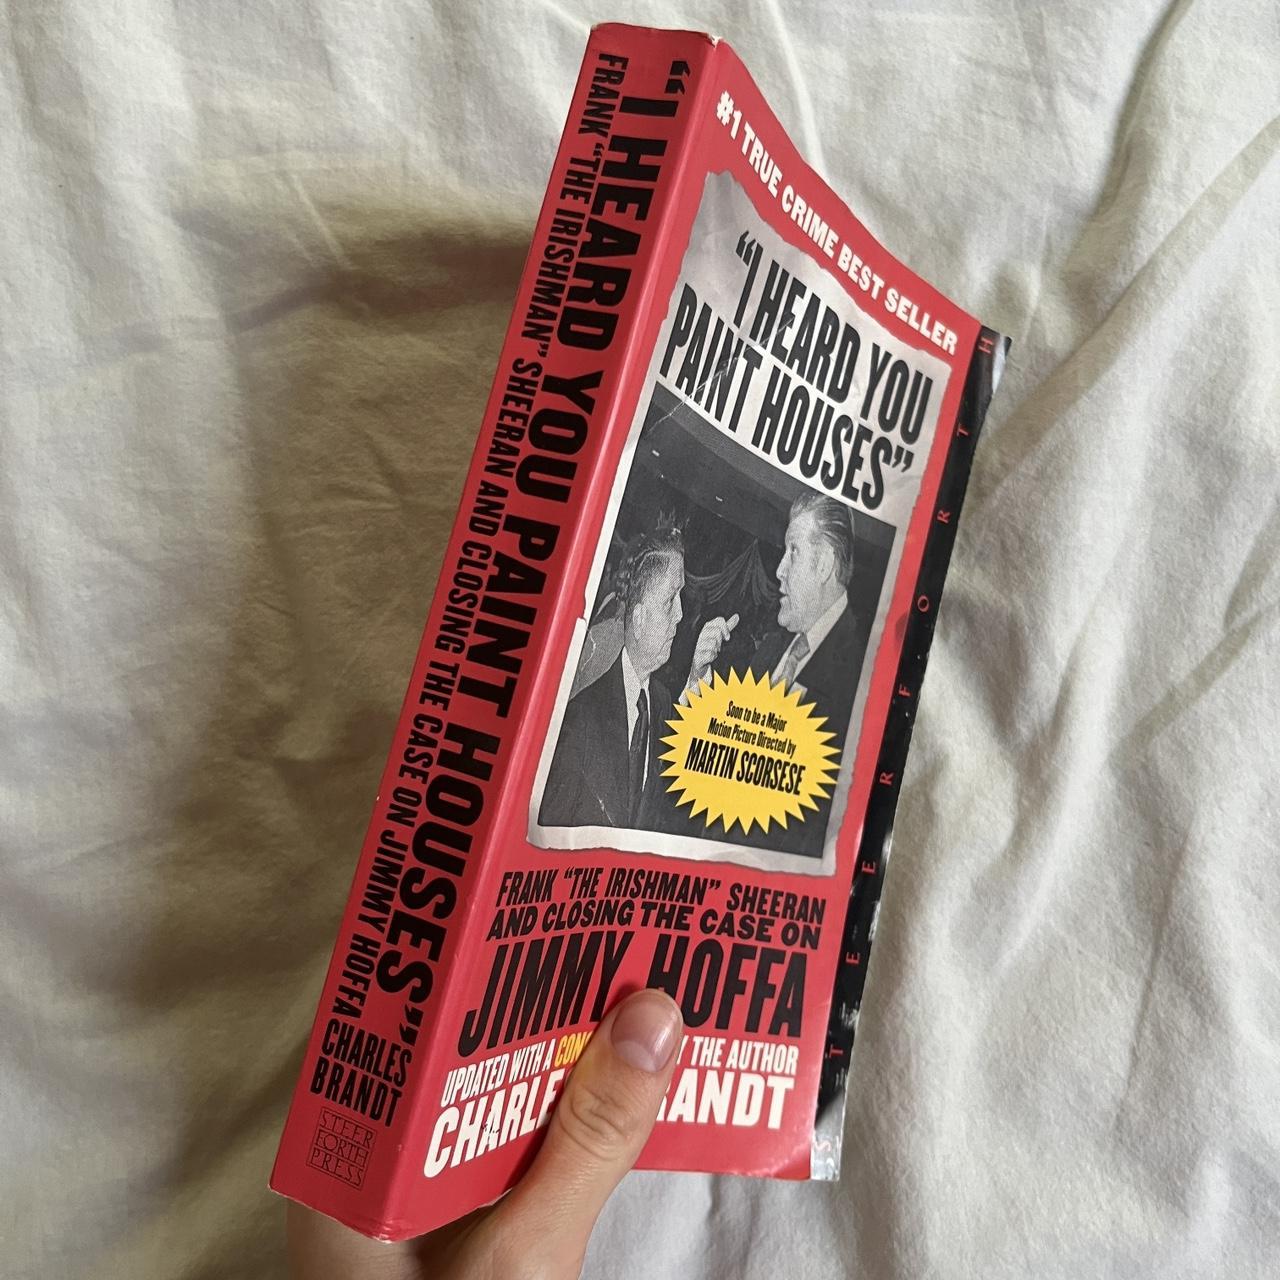 "I HEARD YOU PAINT HOUSES"
FRANK "THE IRISHMAN" SHEERAN AND CLOSING THE CASE ON JIMMY HOFFA
CHARLES
BRANDT
STEER
FORTH
PRESS
#1 TRUE CRIME BEST SELLER
"I HEARD YOU
PAINT HOUSES"
Soon to be a Major
Motion Picture Directed by
MARTIN SCORSESE
FRANK "THE IRISHMAN" SHEERAN
AND CLOSING THE CASE ON
JIMMY HOFFA
UPDATED WITH A THE AUTHOR
STEERFORTH